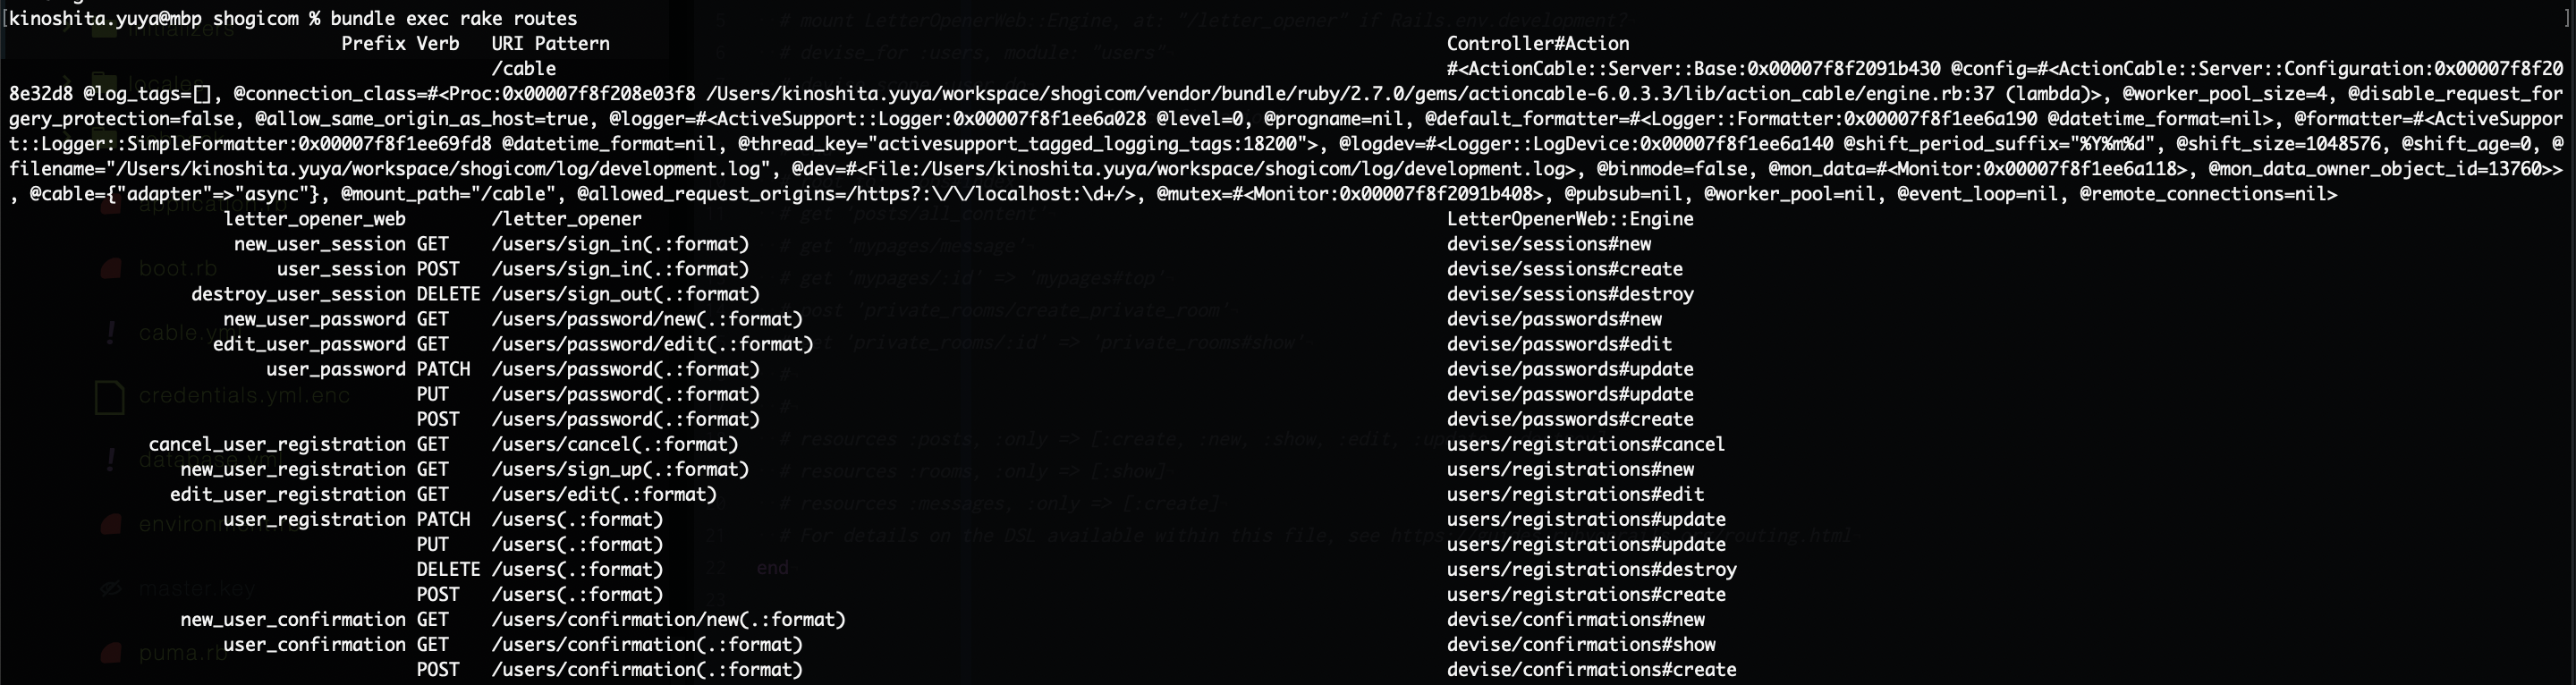 [kinoshita.yuya@mbp shogicom % bundle exec rake routes ]
Prefix Verb URI Pattern Controller#Action
/cable #<ActionCable::Server::Base:0x00007f8f2091b430 @config=#<ActionCable::Server::Configuration:0x00007f8f20
8e32d8 @log_tags=[], @connection_class=#<Proc:0x00007f8f208e03f8 /Users/kinoshita.yuya/workspace/shogicom/vendor/bundle/ruby/2.7.0/gems/actioncable-6.0.3.3/lib/action_cable/engine.rb:37 (lambda)>, @worker_pool_size=4, @disable_request_for
gery_protection=false, @allow_same_origin_as_host=true, @logger=#<ActiveSupport::Logger:0x00007f8f1ee6a028 @level=0, @progname=nil, @default_formatter=#<Logger::Formatter:0x00007f8f1ee6a190 @datetime_format=nil>, @formatter=#<ActiveSuppor
t::Logger::SimpleFormatter:0x00007f8f1ee69fd8 @datetime_format=nil, @thread_key="activesupport_tagged_logging_tags:18200">, @logdev=#<Logger::LogDevice:0x00007f8f1ee6a140 @shift_period_suffix="%Y%m%d", @shift_size=1048576, @shift_age=0, @
filename="/Users/kinoshita.yuya/workspace/shogicom/log/development.log", @dev=#<File:/Users/kinoshita.yuya/workspace/shogicom/log/development.log>, @binmode=false, @mon_data=#<Monitor:0x00007f8f1ee6a118>, @mon_data_owner_object_id=13760>>
, @cable={"adapter"=>"async"}, @mount_path="/cable", @allowed_request_origins=/https?:\/\/localhost:\d+/>, @mutex=#<Monitor:0x00007f8f2091b408>, @pubsub=nil, @worker_pool=nil, @event_loop=nil, @remote_connections=nil>
letter_opener_web /letter_opener LetterOpenerWeb::Engine
new_user_session GET /users/sign_in(.:format) devise/sessions#new
user_session POST /users/sign_in(.:format) devise/sessions#create
destroy_user_session DELETE /users/sign_out(.:format) devise/sessions#destroy
new_user_password GET /users/password/new(.:format) devise/passwords#new
edit_user_password GET /users/password/edit(.:format) devise/passwords#edit
user_password PATCH /users/password(.:format) devise/passwords#update
PUT /users/password(.:format) devise/passwords#update
POST /users/password(.:format) devise/passwords#create
cancel_user_registration GET /users/cancel(.:format) users/registrations#cancel
new_user_registration GET /users/sign_up(.:format) users/registrations#new
edit_user_registration GET /users/edit(.:format) users/registrations#edit
user_registration PATCH /users(.:format) users/registrations#update
PUT /users(.:format) users/registrations#update
DELETE /users(.:format) users/registrations#destroy
POST /users(.:format) users/registrations#create
new_user_confirmation GET /users/confirmation/new(.:format) devise/confirmations#new
user_confirmation GET /users/confirmation(.:format) devise/confirmations#show
POST /users/confirmation(.:format) devise/confirmations#create